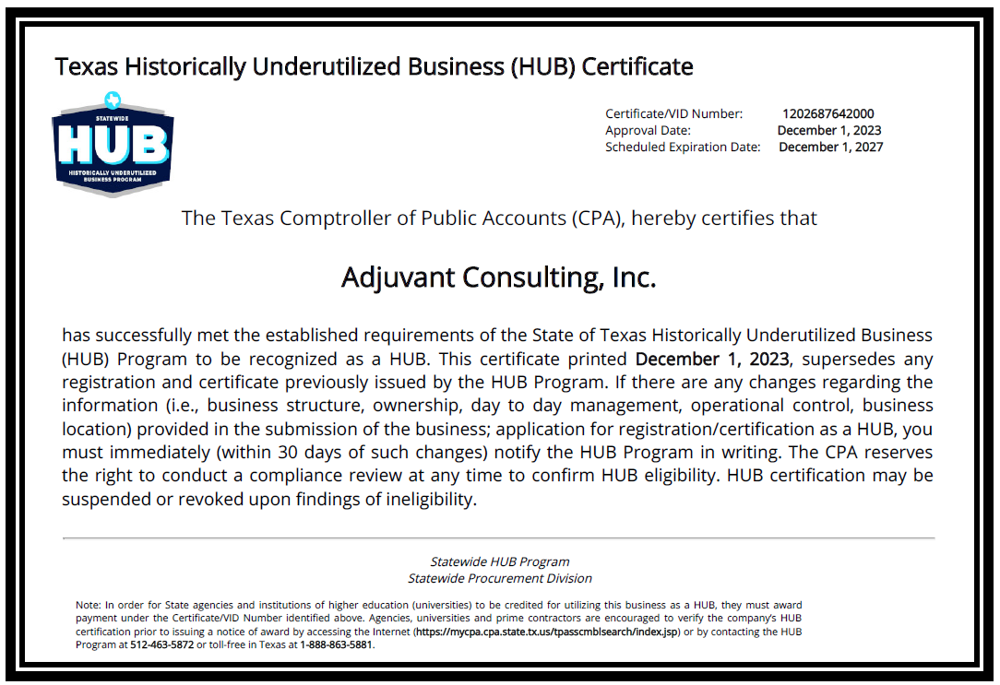 Texas Historically Underutilized Business (HUB) Certificate
STATEWIDE
HUB
HISTORICALLY UNDERUTILIZED
BUSINESS PROGRAM
Certificate/VID Number: 1202687642000
Approval Date: December 1, 2023
Scheduled Expiration Date: December 1, 2027
The Texas Comptroller of Public Accounts (CPA), hereby certifies that
Adjuvant Consulting, Inc.
has successfully met the established requirements of the State of Texas Historically Underutilized Business
(HUB) Program to be recognized as a HUB. This certificate printed December 1, 2023, supersedes any
registration and certificate previously issued by the HUB Program. If there are any changes regarding the
information (i.e., business structure, ownership, day to day management, operational control, business
location) provided in the submission of the business; application for registration/certification as a HUB, you
must immediately (within 30 days of such changes) notify the HUB Program in writing. The CPA reserves
the right to conduct a compliance review at any time to confirm HUB eligibility. HUB certification may be
suspended or revoked upon findings of ineligibility.
Statewide HUB Program
Statewide Procurement Division
Note: In order for State agencies and institutions of higher education (universities) to be credited for utilizing this business as a HUB, they must award
payment under the Certificate/VID Number identified above. Agencies, universities and prime contractors are encouraged to verify the company's HUB
certification prior to issuing a notice of award by accessing the Internet (https://mycpa.cpa.state.tx.us/tpasscmblsearch/index.jsp) or by contacting the HUB
Program at 512-463-5872 or toll-free in Texas at 1-888-863-5881.